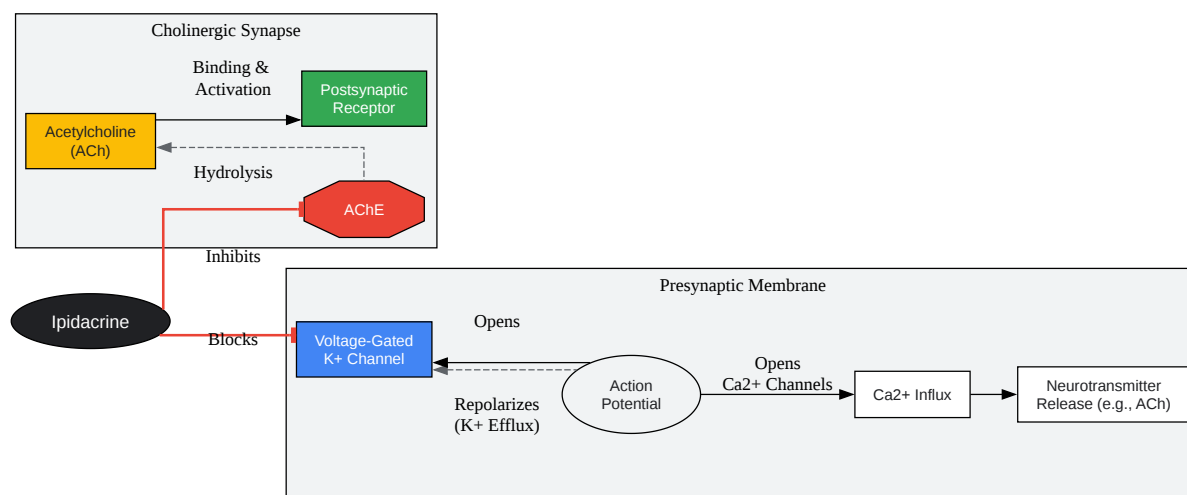 Cholinergic Synapse
Binding &
Activation
Postsynaptic
Receptor
Acetylcholine
(ACh)
Hydrolysis
AChE
Inhibits
Presynaptic Membrane
Ipidacrine
Blocks
Voltage-Gated
K+ Channel
Opens
Opens
Ca2+ Channels
Action
Potential
Ca2+ Influx
Neurotransmitter
Release (e.g., ACh)
Repolarizes
(K+ Efflux)